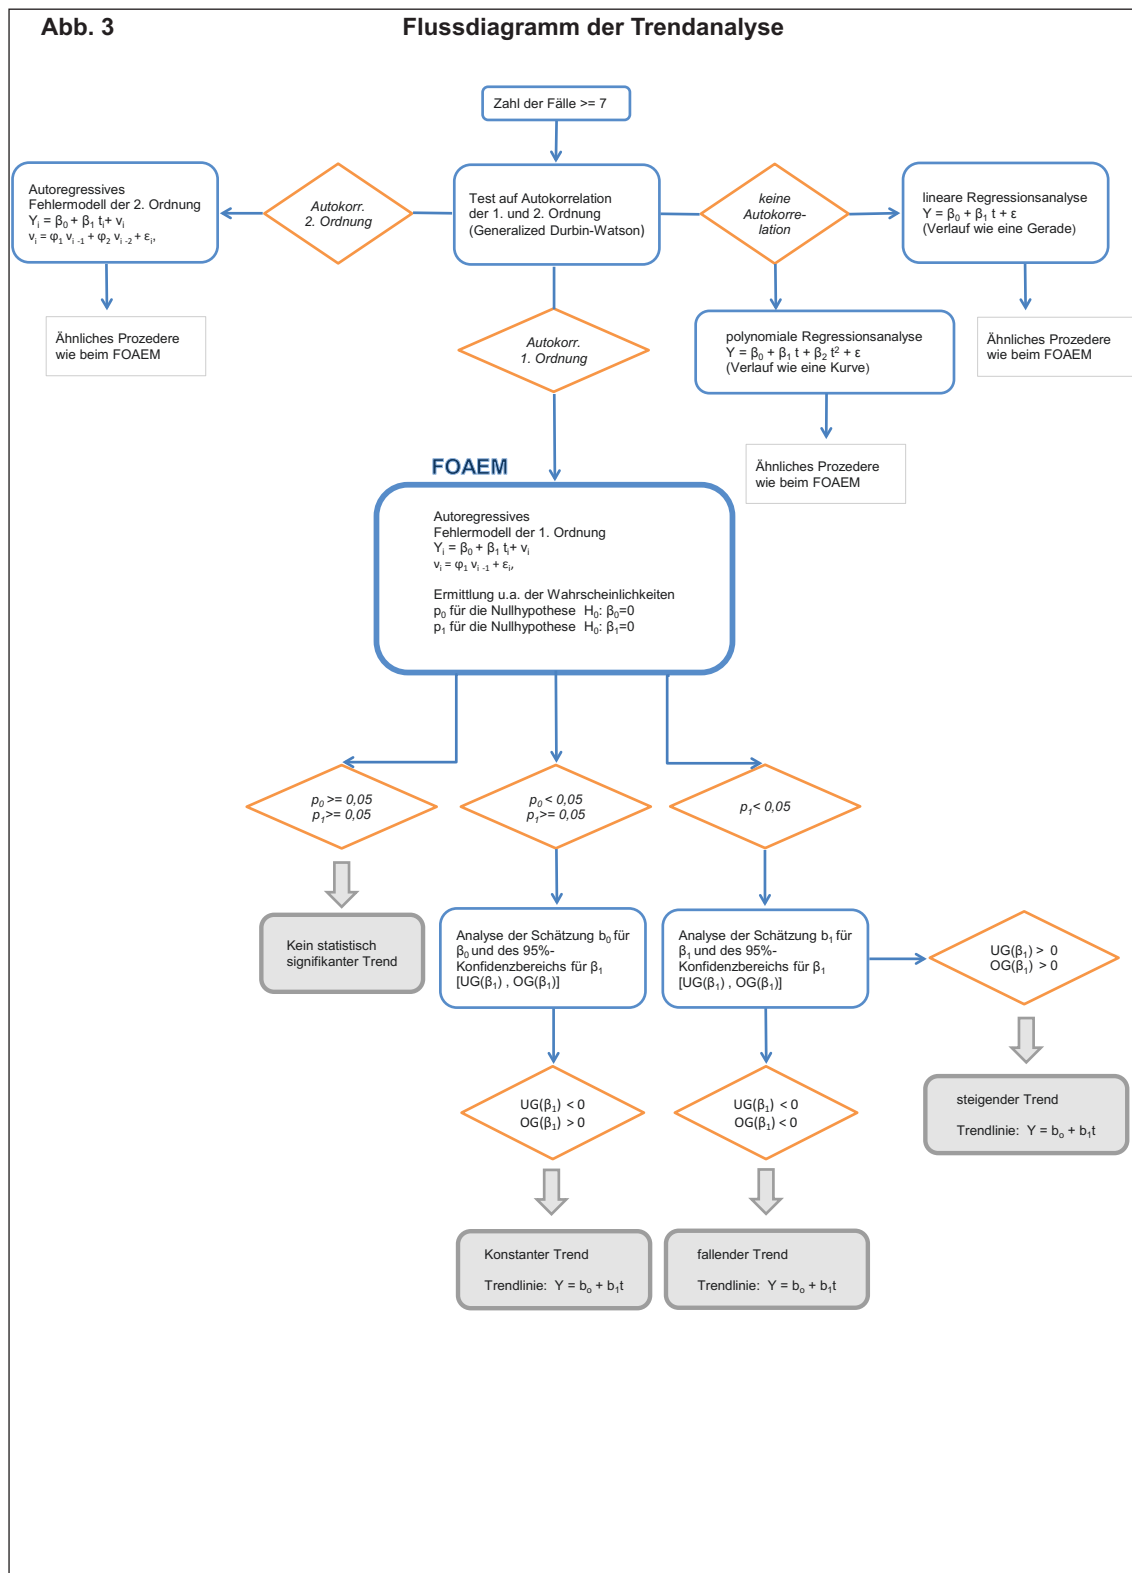 Abb. 3
Flussdiagramm der Trendanalyse
Zahl der Fälle >= 7
Autoregressives
Fehlermodell der 2. Ordnung
Yᵢ = β₀ + β₁ tᵢ+ vᵢ
vᵢ = φ₁ vᵢ ₋₁ + φ₂ vᵢ₋₂ + εᵢ,
Autokorr.
2. Ordnung
Test auf Autokorrelation
der 1. und 2. Ordnung
(Generalized Durbin-Watson)
keine
Autokorre-
lation
lineare Regressionsanalyse
Y = β₀ + β₁ t + ε
(Verlauf wie eine Gerade)
Ähnliches Prozedere
wie beim FOAEM
Autokorr.
1. Ordnung
polynomiale Regressionsanalyse
Y = β₀ + β₁ t + β₂ t² + ε
(Verlauf wie eine Kurve)
Ähnliches Prozedere
wie beim FOAEM
Ähnliches Prozedere
wie beim FOAEM
FOAEM
Autoregressives
Fehlermodell der 1. Ordnung
Yᵢ = β₀ + β₁ tᵢ+ vᵢ
vᵢ = φ₁ vᵢ ₋₁ + εᵢ,
Ermittlung u.a. der Wahrscheinlichkeiten
p₀ für die Nullhypothese H₀: β₀=0
p₁ für die Nullhypothese H₀: β₁=0
p₀ >= 0,05
p₁>= 0,05
p₀ < 0,05
p₁>= 0,05
p₁< 0,05
Kein statistisch
signifikanter Trend
Analyse der Schätzung b₀ für
β₀ und des 95%-
Konfidenzbereichs für β₁
[UG(β₁) , OG(β₁)]
Analyse der Schätzung b₁ für
β₁ und des 95%-
Konfidenzbereichs für β₁
[UG(β₁) , OG(β₁)]
UG(β₁) > 0
OG(β₁) > 0
UG(β₁) < 0
OG(β₁) > 0
UG(β₁) < 0
OG(β₁) < 0
steigender Trend
Trendlinie: Y = bₒ + b₁t
Konstanter Trend
Trendlinie: Y = bₒ + b₁t
fallender Trend
Trendlinie: Y = bₒ + b₁t